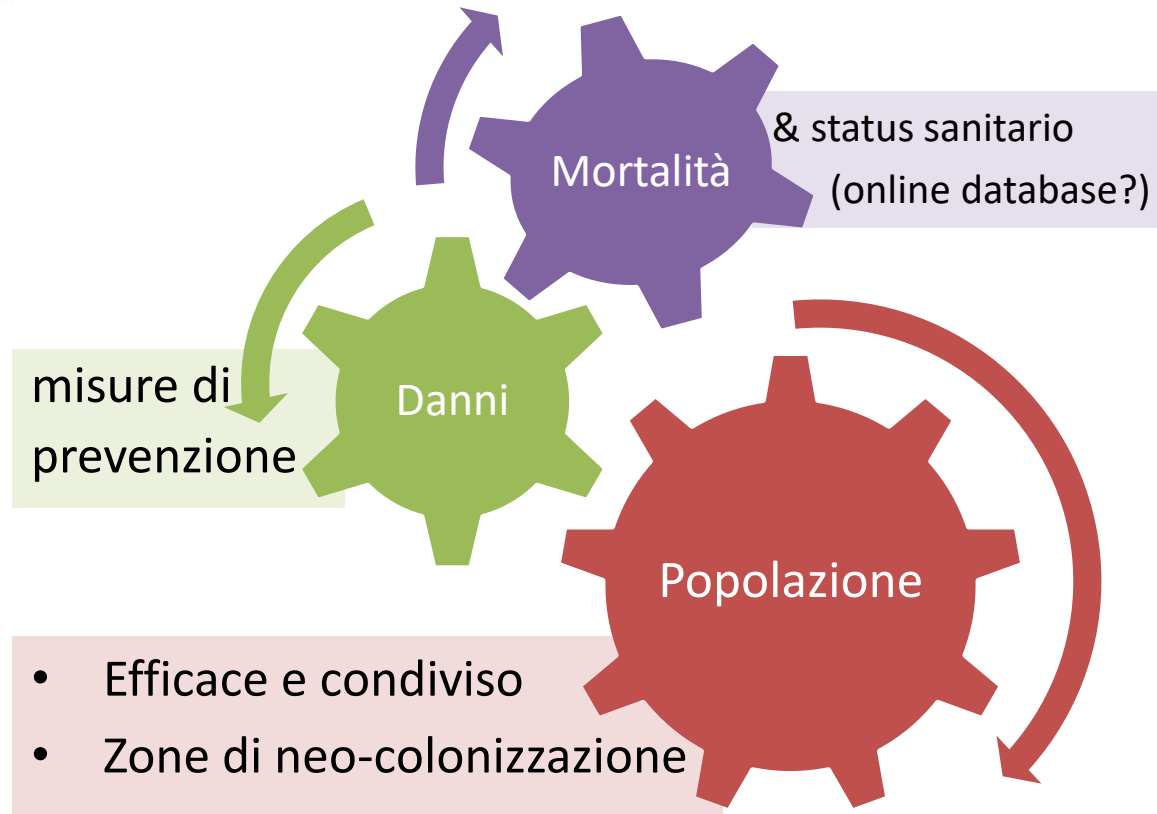 Mortalità
& status sanitario
(online database?)
Danni
misure di
prevenzione
Popolazione
• Efficace e condiviso
• Zone di neo-colonizzazione